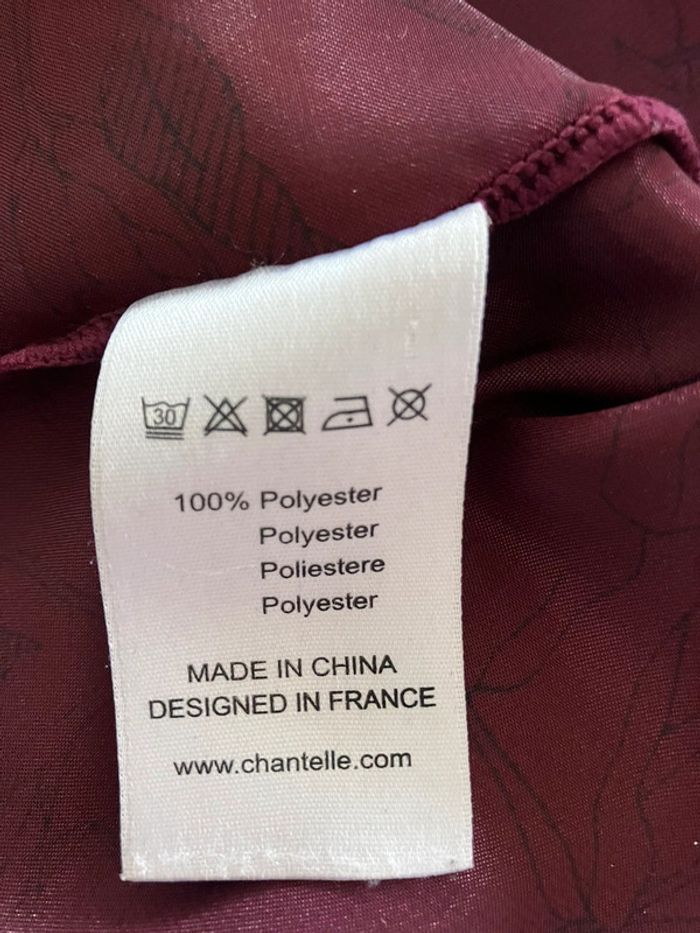 30
100% Polyester
Polyester
Poliestere
Polyester
MADE IN CHINA
DESIGNED IN FRANCE
www.chantelle.com